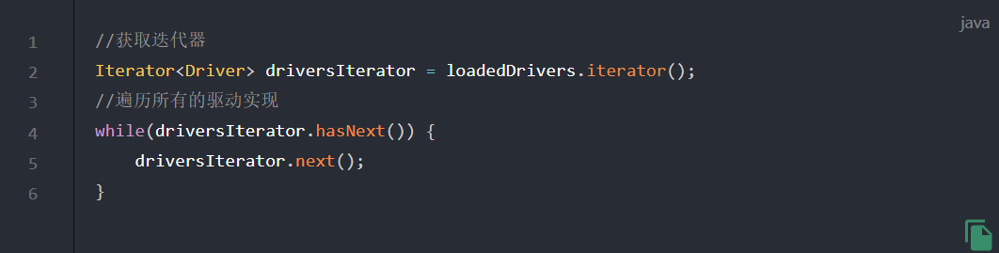 java
1 //获取迭代器
2 Iterator<Driver> driversIterator = loadedDrivers.iterator();
3 //遍历所有的驱动实现
4 while(driversIterator.hasNext()) {
5     driversIterator.next();
6 }